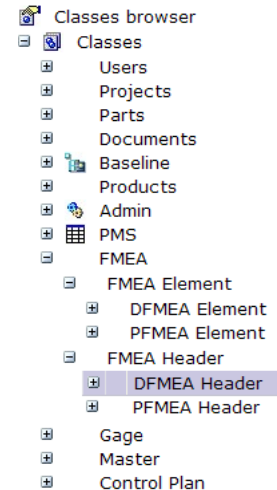 Classes browser
Classes
Users
Projects
Parts
Documents
Baseline
Products
Admin
PMS
FMEA
FMEA Element
DFMEA Element
PFMEA Element
FMEA Header
DFMEA Header
PFMEA Header
Gage
Master
Control Plan